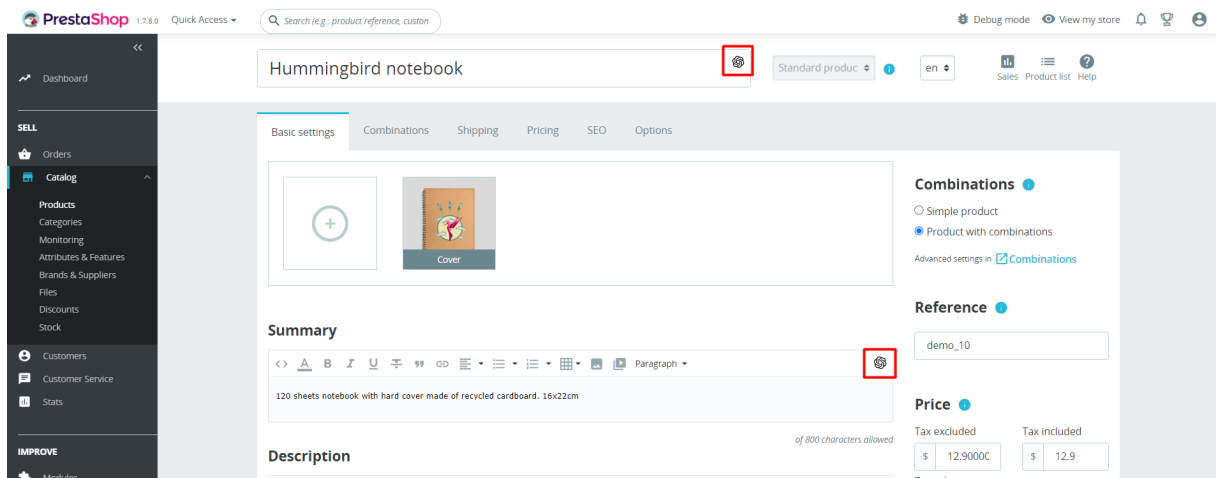 PrestaShop 1.7.8.0 Quick Access Search (e.g.: product reference, custon Debug mode View my store
Hummingbird notebook Standard produc en Sales Product list Help
Dashboard
SELL
Orders
Catalog
Products
Categories
Monitoring
Attributes & Features
Brands & Suppliers
Files
Discounts
Stock
Customers
Customer Service
Stats
IMPROVE
Modules
Basic settings Combinations Shipping Pricing SEO Options
Cover
Summary
Paragraph
120 sheets notebook with hard cover made of recycled cardboard. 16x22cm
of 800 characters allowed
Description
Combinations
Simple product
Product with combinations
Advanced settings in Combinations
Reference
demo_10
Price
Tax excluded Tax included
$ 12.90000 $ 12.9